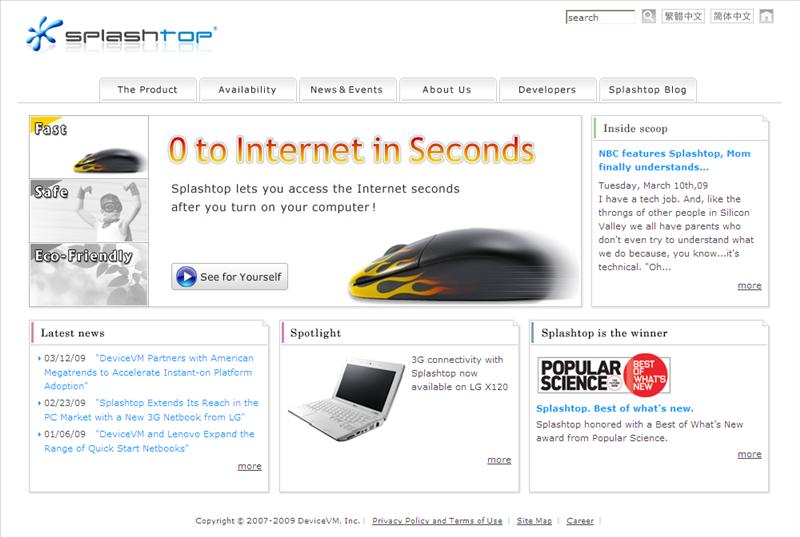 splashtop
search
繁體中文
简体中文
The Product
Availability
News & Events
About Us
Developers
Splashtop Blog
Fast
Safe
Eco-Friendly
0 to Internet in Seconds
Splashtop lets you access the Internet seconds
after you turn on your computer !
See for Yourself
Inside scoop
NBC features Splashtop, Mom
finally understands...
Tuesday, March 10th,09
I have a tech job. And, like the
throngs of other people in Silicon
Valley we all have parents who
don't even try to understand what
we do because, you know...it's
technical. "Oh...
more
Latest news
03/12/09 "DeviceVM Partners with American
Megatrends to Accelerate Instant-on Platform
Adoption"
02/23/09 "Splashtop Extends Its Reach in the
PC Market with a New 3G Netbook from LG"
01/06/09 "DeviceVM and Lenovo Expand the
Range of Quick Start Netbooks"
more
Spotlight
3G connectivity with
Splashtop now
available on LG X120
more
Splashtop is the winner
POPULAR
SCIENCE
BEST OF
WHAT'S
NEW
Splashtop. Best of what's new.
Splashtop honored with a Best of What's New
award from Popular Science.
more
Copyright © 2007-2009 DeviceVM, Inc. | Privacy Policy and Terms of Use | Site Map | Career |